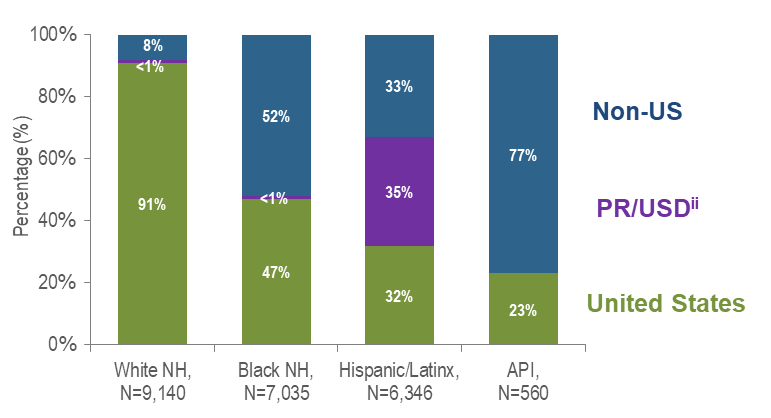 100%
80%
60%
40%
20%
0%
Percentage (%)
8%
<1%
91%
52%
<1%
47%
33%
35%
32%
77%
23%
White NH,
N=9,140
Black NH,
N=7,035
Hispanic/Latinx,
N=6,346
API,
N=560
Non-US
PR/USDii
United States